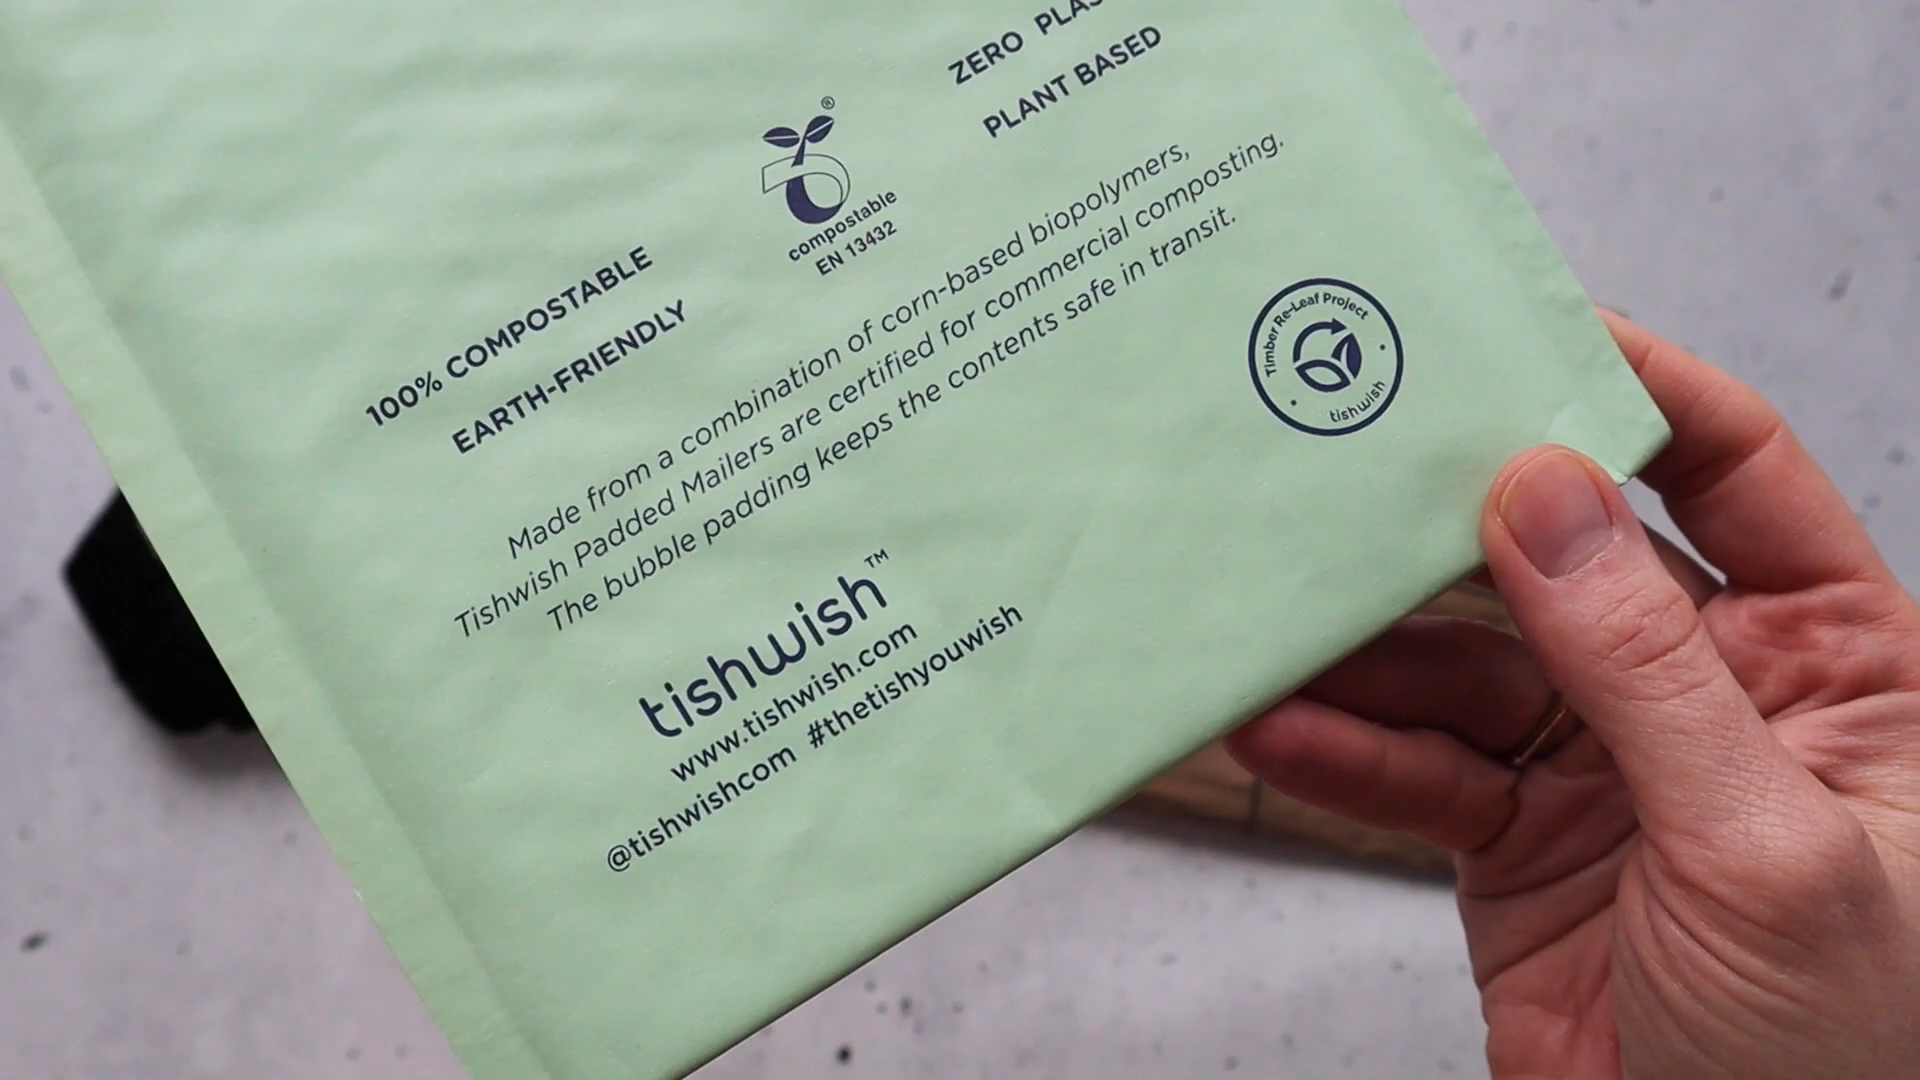 100% COMPOSTABLE
EARTH-FRIENDLY
®
compostable
EN 13432
ZERO
PLANT BASED
Made from a combination of corn-based biopolymers,
Tishwish Padded Mailers are certified for commercial composting.
The bubble padding keeps the contents safe in transit.
Timber Re-Leaf Project
tishwish
tishwish™
www.tishwish.com
@tishwishcom #thetishyouwish